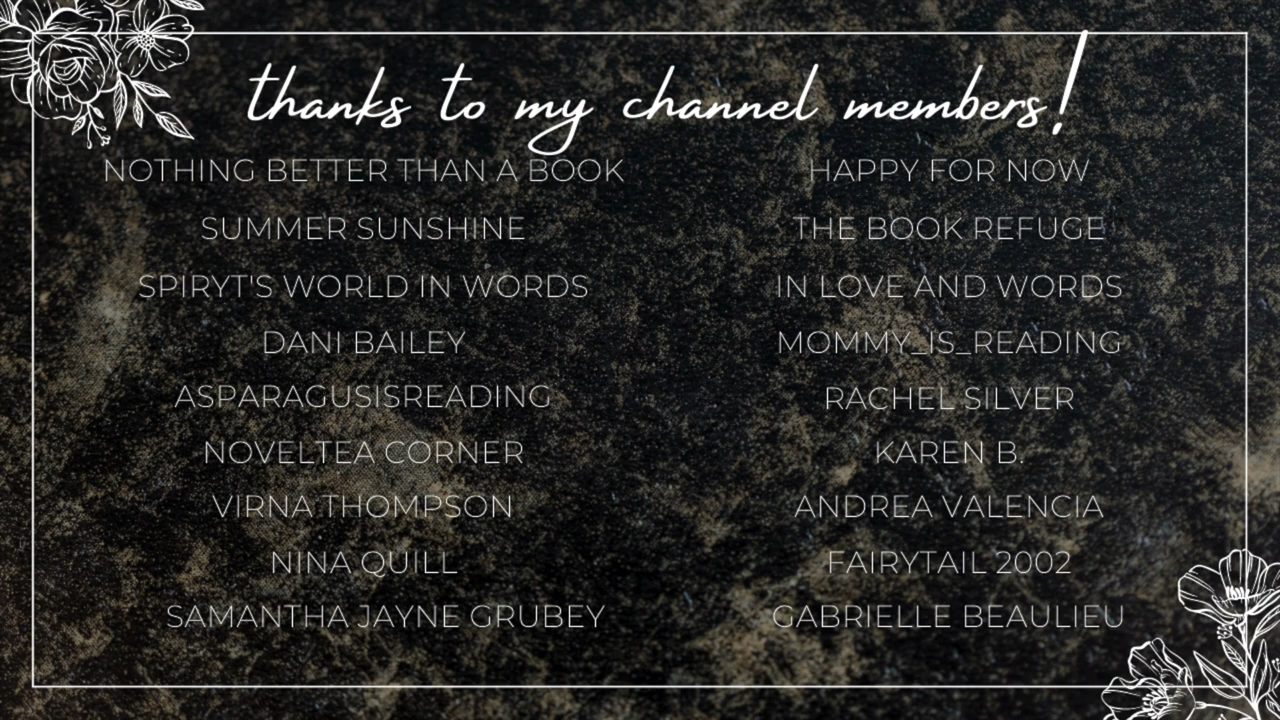 thanks to my channel members!
NOTHING BETTER THAN A BOOK
SUMMER SUNSHINE
SPIRYT'S WORLD IN WORDS
DANI BAILEY
ASPARAGUSISREADING
NOVELTEA CORNER
VIRNA THOMPSON
NINA QUILL
SAMANTHA JAYNE GRUBEY
HAPPY FOR NOW
THE BOOK REFUGE
IN LOVE AND WORDS
MOMMY_IS_READING
RACHEL SILVER
KAREN B.
ANDREA VALENCIA
FAIRYTAIL 2002
GABRIELLE BEAULIEU